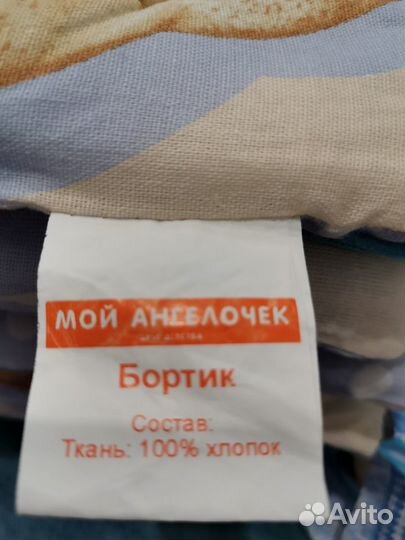 МОЙ АНГЕЛОЧЕК
Бортик
Состав:
Ткань: 100% хлопок
Avito